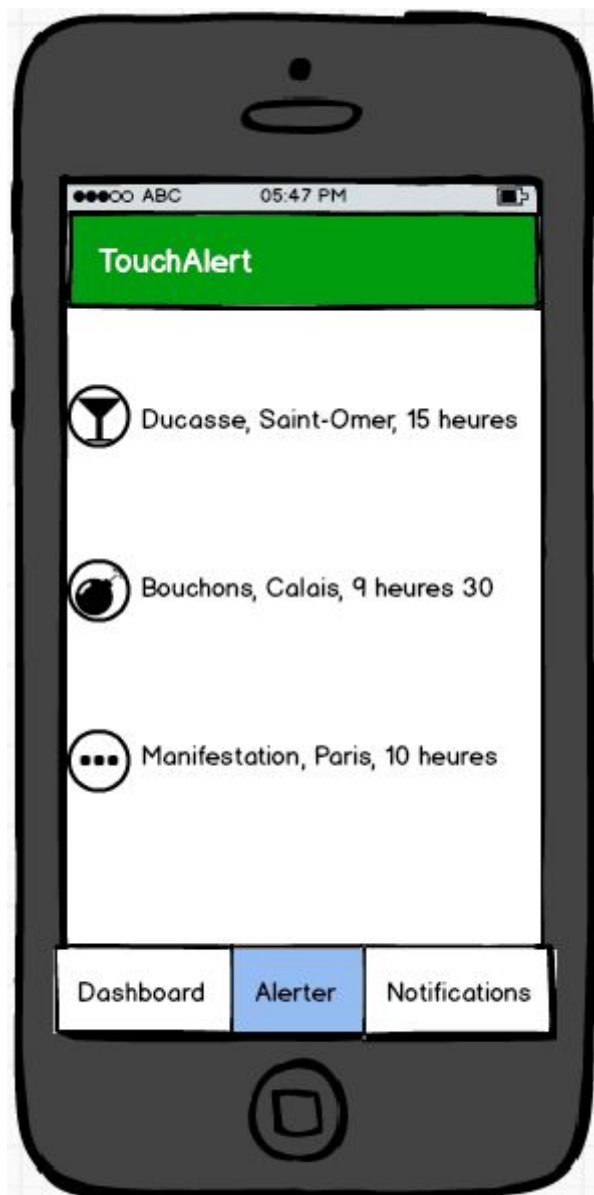 ABC 05:47 PM
TouchAlert
Ducasse, Saint-Omer, 15 heures
Bouchons, Calais, 9 heures 30
Manifestation, Paris, 10 heures
Dashboard Alerter Notifications